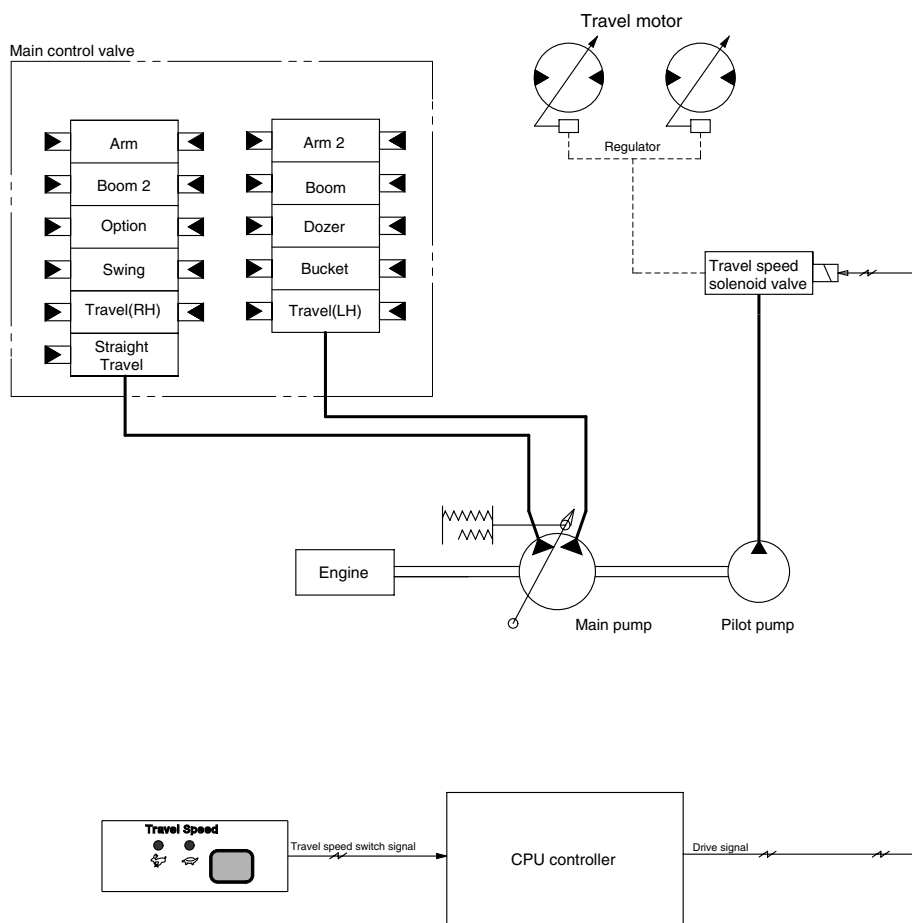 Travel motor
Main control valve
Arm
Boom 2
Option
Swing
Travel(RH)
Straight
Travel
Arm 2
Boom
Dozer
Bucket
Travel(LH)
Regulator
Travel speed
solenoid valve
Engine
Main pump
Pilot pump
Travel Speed
Travel speed switch signal
CPU controller
Drive signal